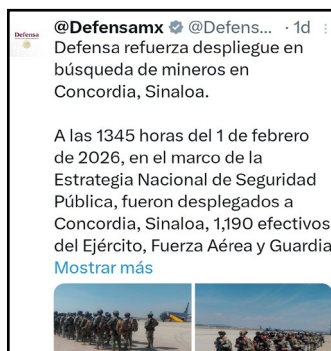 Defensa
@Defensamx @Defens... · 1d
Defensa refuerza despliegue en
búsqueda de mineros en
Concordia, Sinaloa.
A las 1345 horas del 1 de febrero
de 2026, en el marco de la
Estrategia Nacional de Seguridad
Pública, fueron desplegados a
Concordia, Sinaloa, 1,190 efectivos
del Ejército, Fuerza Aérea y Guardia
Mostrar más